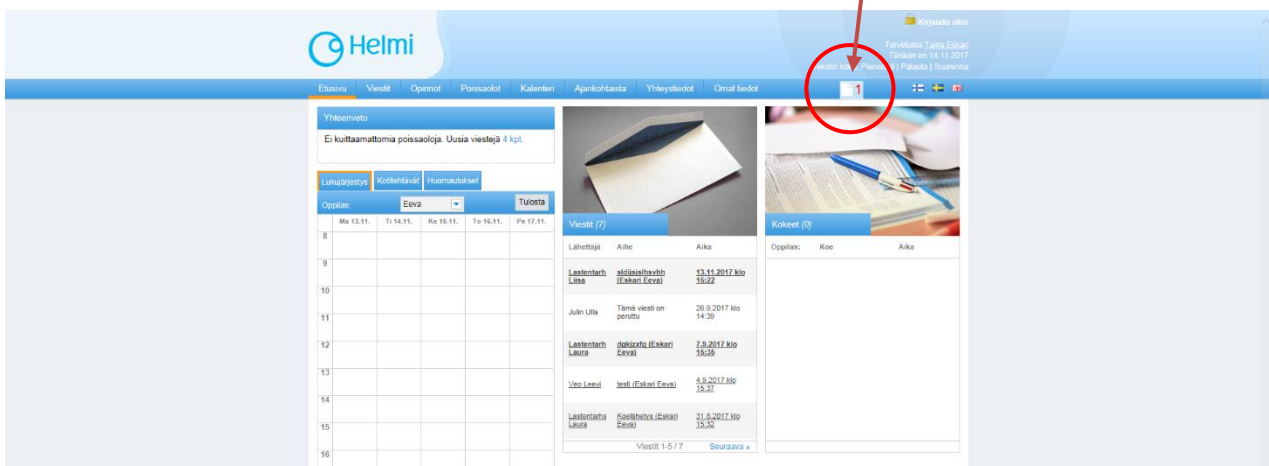 Kirjaudu ulos
Helmi
Tervetuloa Taina Eskari
Tänään on 14.11.2017
Tekstin koko: Pienennä | Palauta | Suurenna
Etusivu Viestit Opinnot Poissaolot Kalenteri Ajankohtaista Yhteystiedot Omat tiedot 1
Yhteenveto
Ei kuittaamattomia poissaoloja. Uusia viestejä 4 kpl.
Lukujärjestys Kotitehtävät Huomautukset
Oppilas: Eeva Tulosta
Ma 13.11. Ti 14.11. Ke 15.11. To 16.11. Pe 17.11.
8
9
10
11
12
13
14
15
16
Viestit (7)
Lähettäjä Aihe Aika
Lastentarh Liisa
(Eskari Eeva)
13.11.2017 klo 15:22
Julin Ulla
Tämä viesti on peruttu
26.9.2017 klo 14:39
Lastentarh Laura
(Eskari Eeva)
7.9.2017 klo
Veo Leevi
testi (Eskari Eeva)
4.9.2017 klo 15:37
Lastentarha Laura
Koelähetys (Eskari Eeva)
31.8.2017 klo 15:32
Viestit 1-5 / 7 Seuraava »
Kokeet (0)
Oppilas: Koe Aika